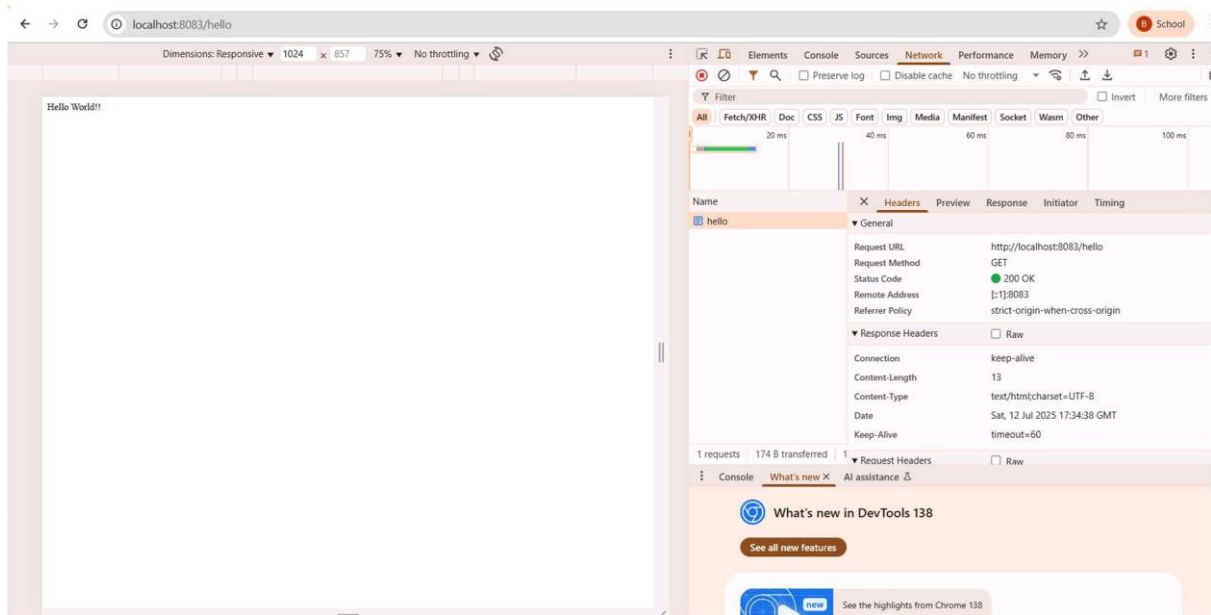 localhost:8083/hello
B School
Dimensions: Responsive ▼ 1024 × 857 75% ▼ No throttling ▼
Elements Console Sources Network Performance Memory >> 1
Preserve log Disable cache No throttling
Filter Invert More filters
All Fetch/XHR Doc CSS JS Font Img Media Manifest Socket Wasm Other
20 ms 40 ms 60 ms 80 ms 100 ms
Hello World!!
Name
hello
Headers Preview Response Initiator Timing
▼ General
Request URL http://localhost:8083/hello
Request Method GET
Status Code 200 OK
Remote Address [::1]:8083
Referrer Policy strict-origin-when-cross-origin
▼ Response Headers Raw
Connection keep-alive
Content-Length 13
Content-Type text/html;charset=UTF-8
Date Sat, 12 Jul 2025 17:34:38 GMT
Keep-Alive timeout=60
▼ Request Headers Raw
1 requests 174 B transferred
Console What's new AI assistance
What's new in DevTools 138
See all new features
new
See the highlights from Chrome 138